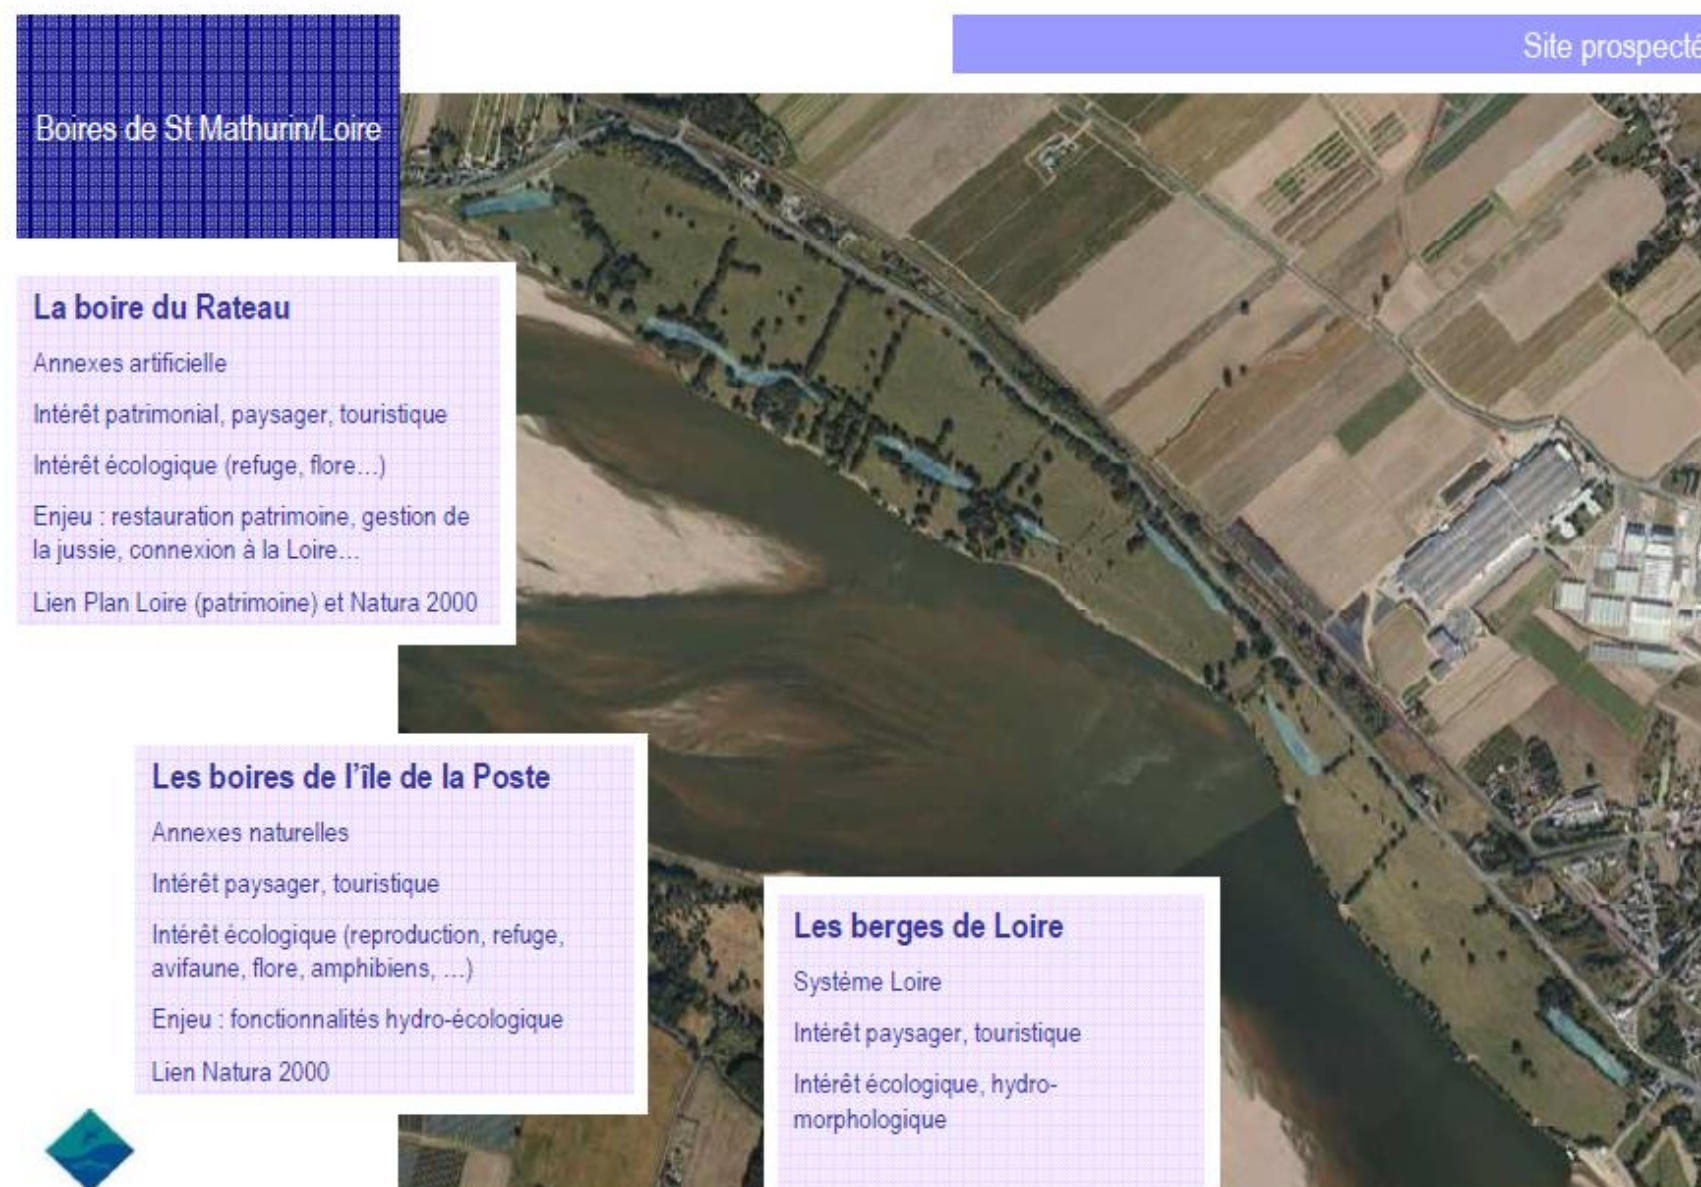 Site prospecté
Boires de St Mathurin/Loire
La boire du Rateau
Annexes artificielle
Intérêt patrimonial, paysager, touristique
Intérêt écologique (refuge, flore…)
Enjeu : restauration patrimoine, gestion de
la jussie, connexion à la Loire…
Lien Plan Loire (patrimoine) et Natura 2000
Les boires de l'île de la Poste
Annexes naturelles
Intérêt paysager, touristique
Intérêt écologique (reproduction, refuge,
avifaune, flore, amphibiens, …)
Enjeu : fonctionnalités hydro-écologique
Lien Natura 2000
Les berges de Loire
Système Loire
Intérêt paysager, touristique
Intérêt écologique, hydro-
morphologique